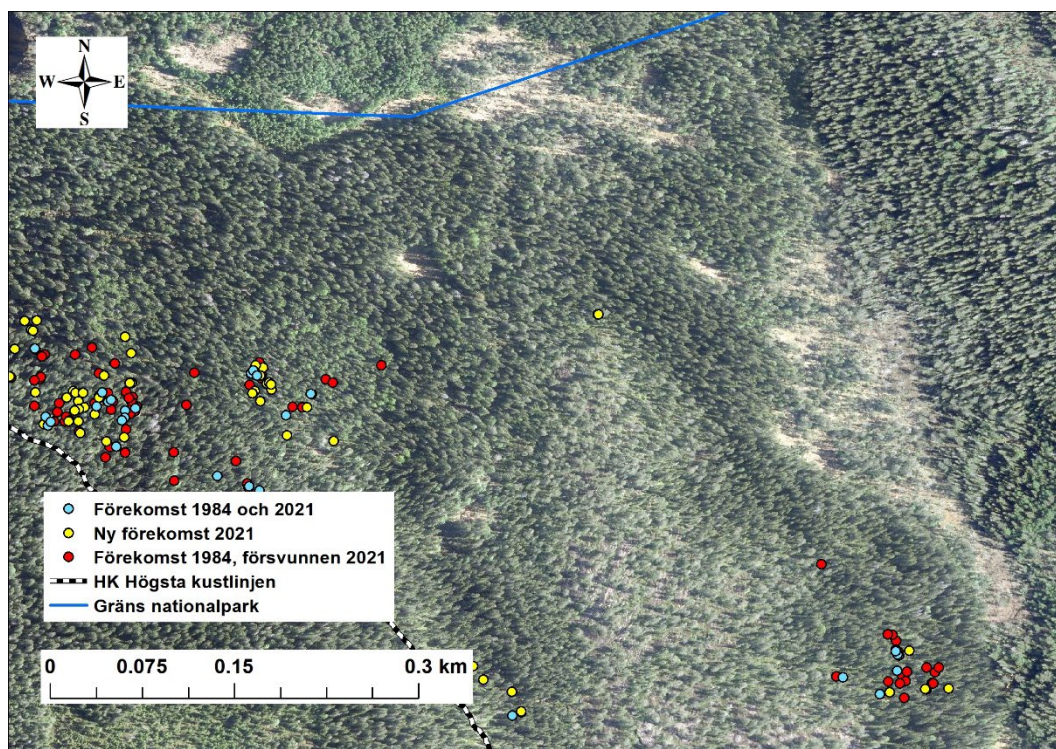 N
W E
S
Förekomst 1984 och 2021
Ny förekomst 2021
Förekomst 1984, försvunnen 2021
HK Högsta kustlinjen
Gräns nationalpark
0 0.075 0.15 0.3 km